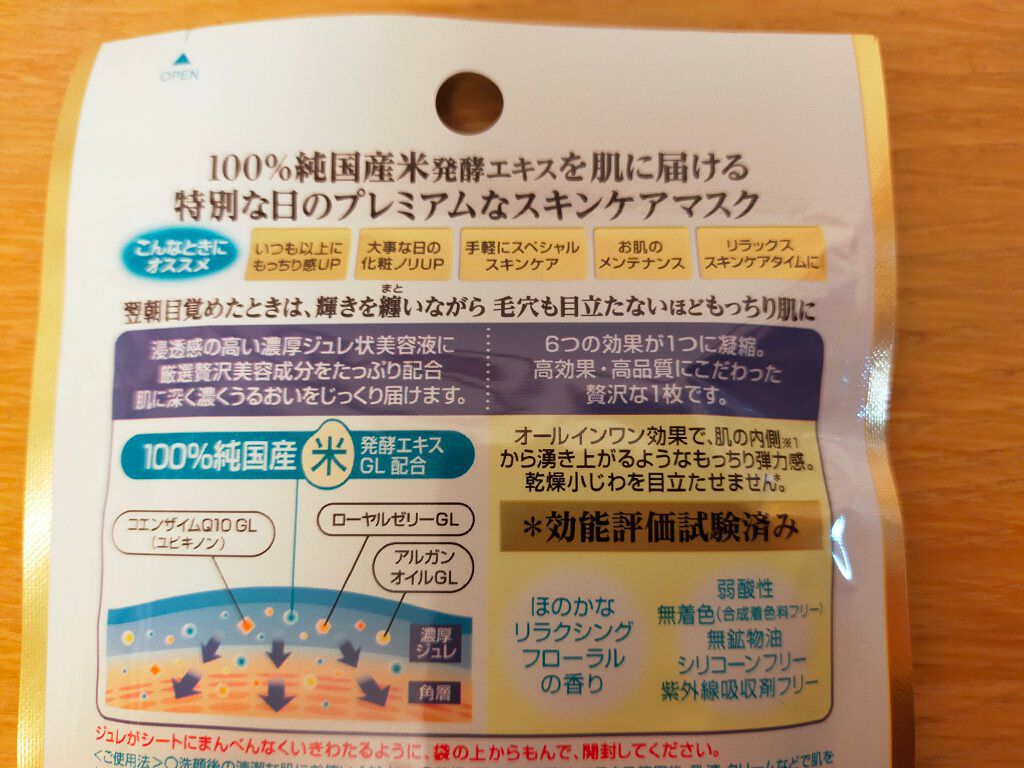 OPEN
100%純国産米発酵エキスを肌に届ける
特別な日のプレミアムなスキンケアマスク
こんなときに
オススメ
いつも以上に
もっちり感UP
大事な日の
化粧ノリUP
手軽にスペシャル
スキンケア
お肌の
メンテナンス
リラックス
スキンケアタイムに
まと
翌朝目覚めたときは、輝きを纏いながら 毛穴も目立たないほどもっちり肌に
浸透感の高い濃厚ジュレ状美容液に
厳選贅沢美容成分をたっぷり配合
肌に深く濃くうるおいをじっくり届けます。
6つの効果が1つに凝縮。
高効果・高品質にこだわった
贅沢な1枚です。
100%純国産 米 発酵エキス
GL 配合
コエンザイムQ10 GL
(ユビキノン)
ローヤルゼリーGL
アルガン
オイルGL
濃厚
ジュレ
角層
オールインワン効果で、肌の内側※1
から湧き上がるようなもっちり弾力感。
乾燥小じわを目立たせません*。
*効能評価試験済み
ほのかな
リラクシング
フローラル
の香り
弱酸性
無着色(合成着色料フリー)
無鉱物油
シリコーンフリー
紫外線吸収剤フリー
ジュレがシートにまんべんなくいきわたるように、袋の上からもんで、開封してください。
<ご使用法>○洗顔後の清潔な肌に